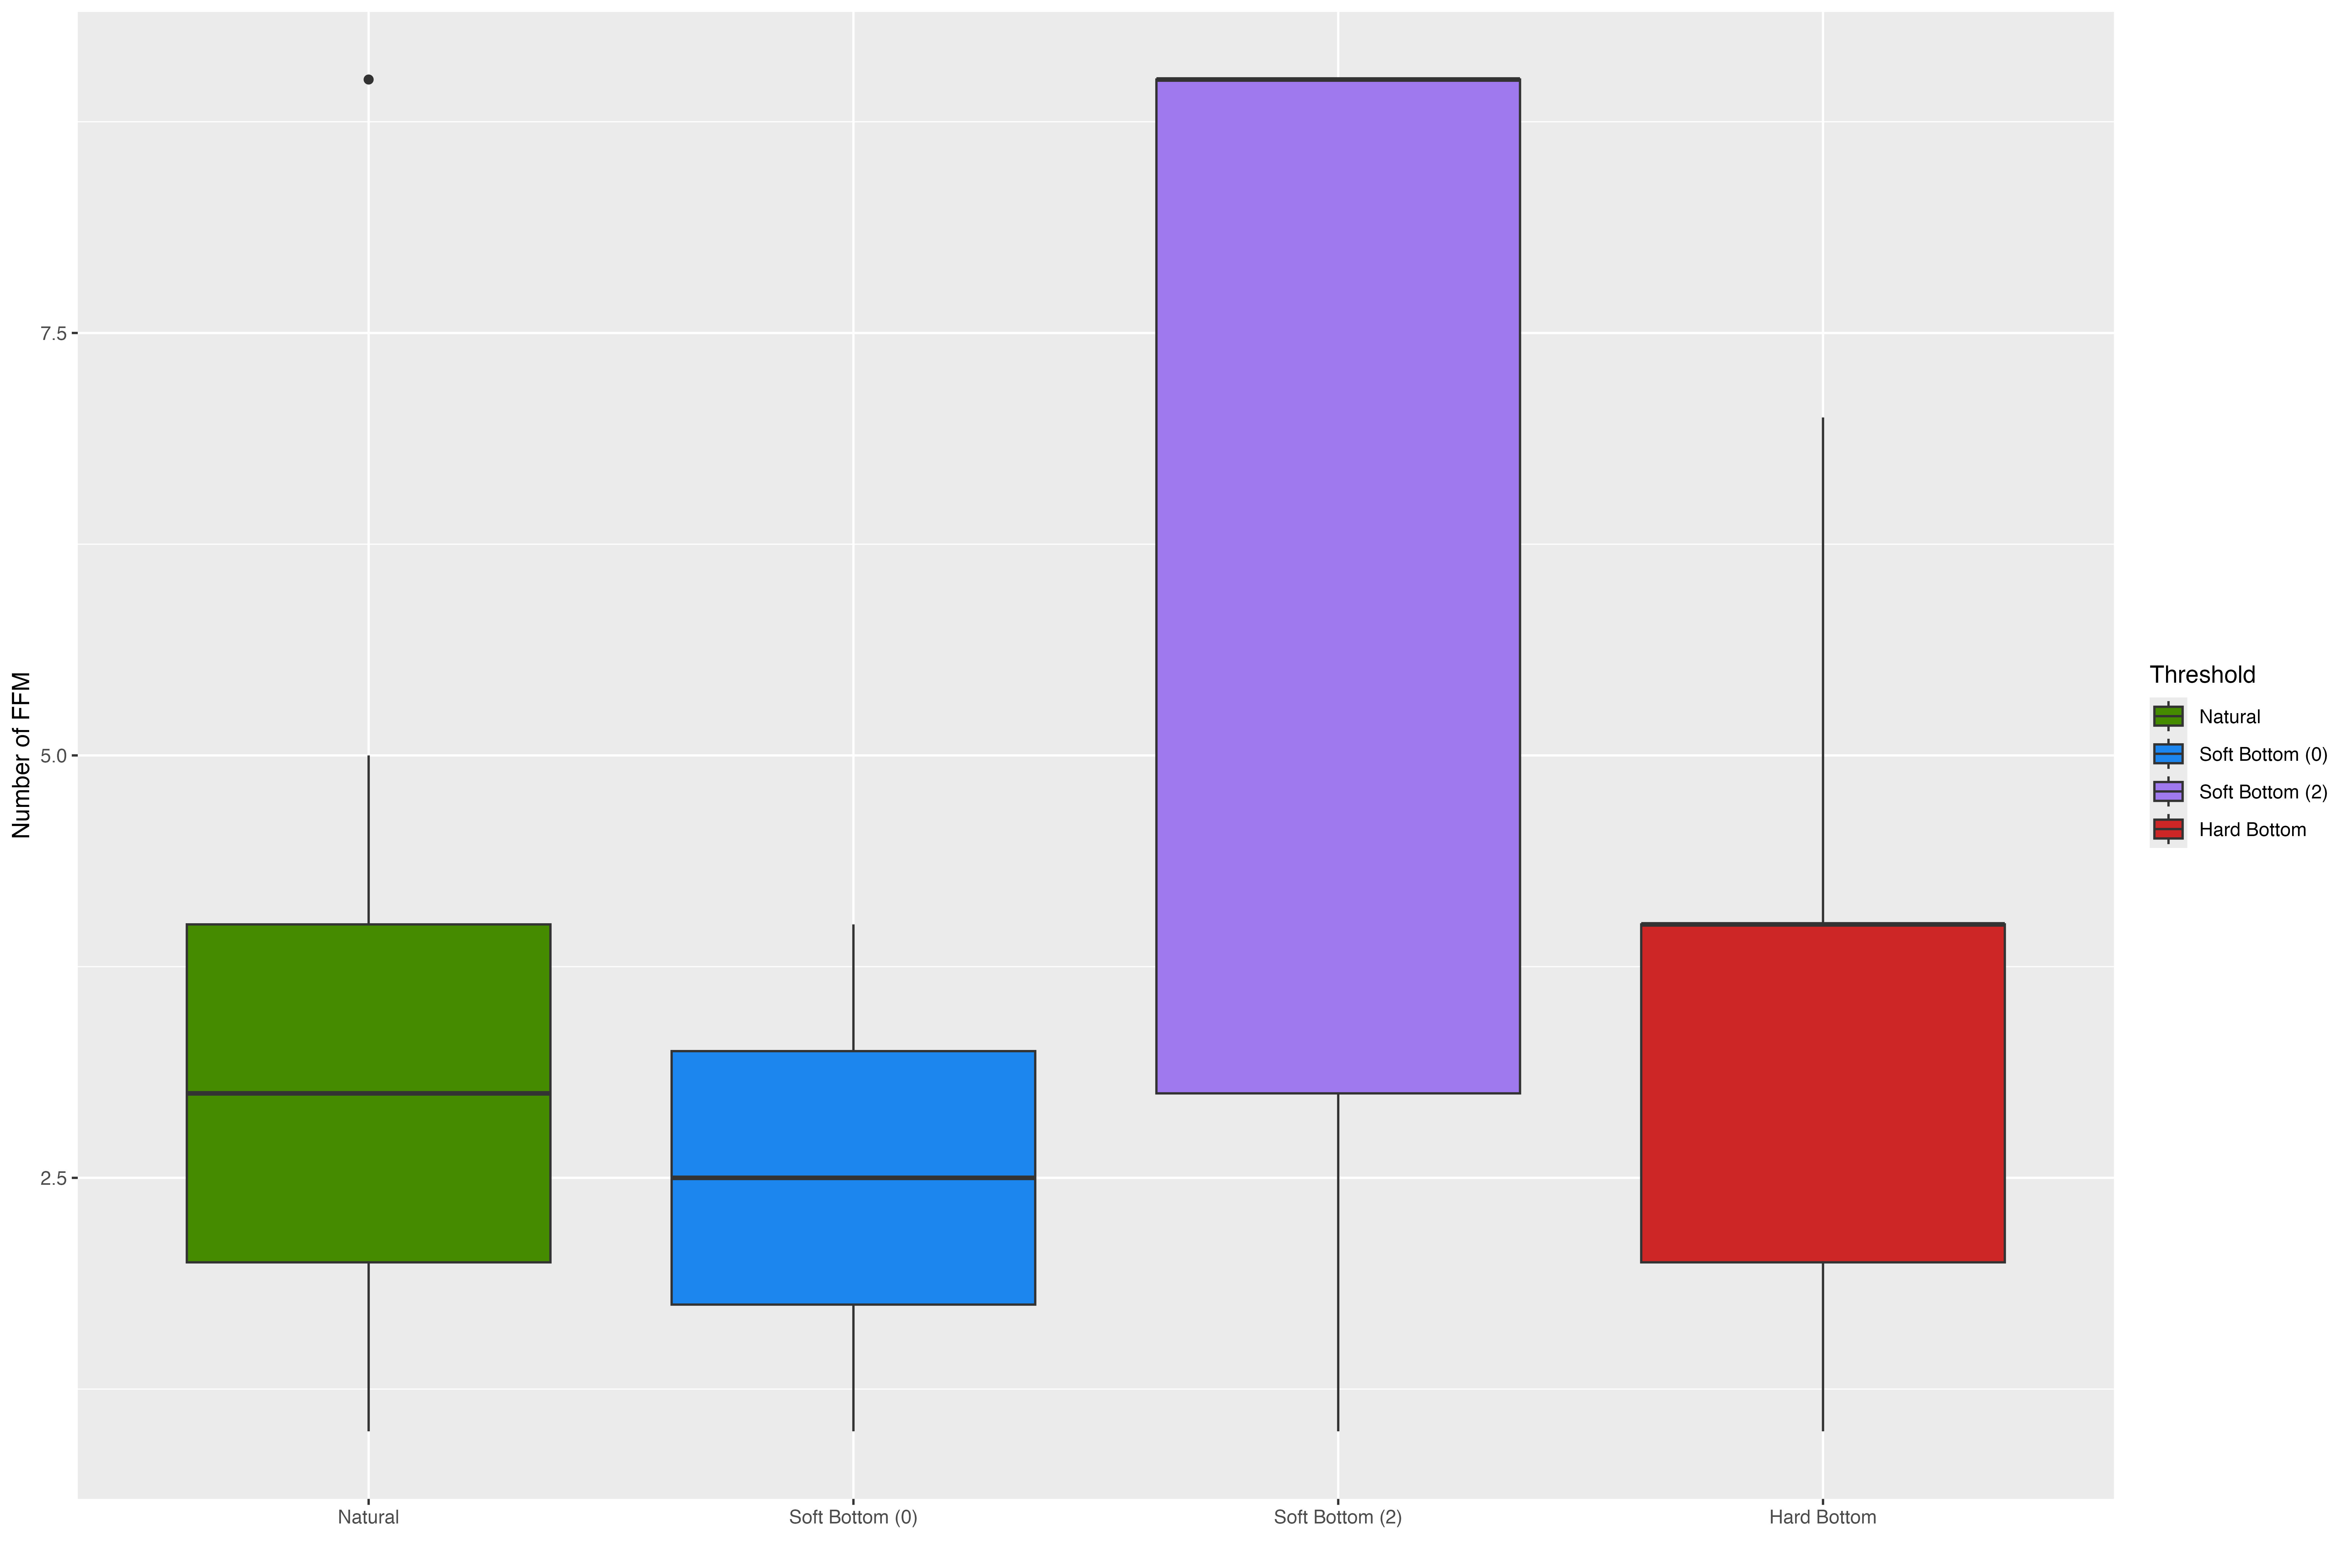 Number of FFM
7.5
5.0
2.5
Natural
Soft Bottom (0)
Soft Bottom (2)
Hard Bottom
Threshold
Natural
Soft Bottom (0)
Soft Bottom (2)
Hard Bottom